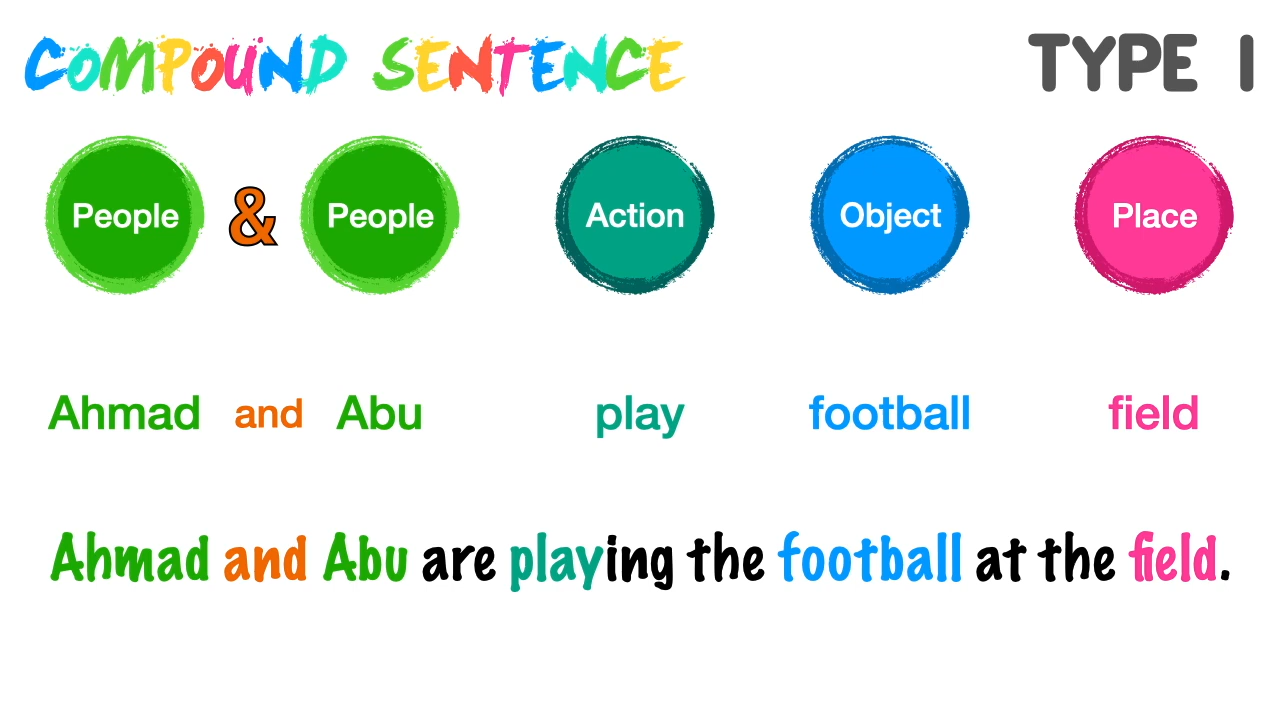 COMPOUND SENTENCE TYPE 1
People & People Action Object Place
Ahmad and Abu play football field
Ahmad and Abu are playing the football at the field.